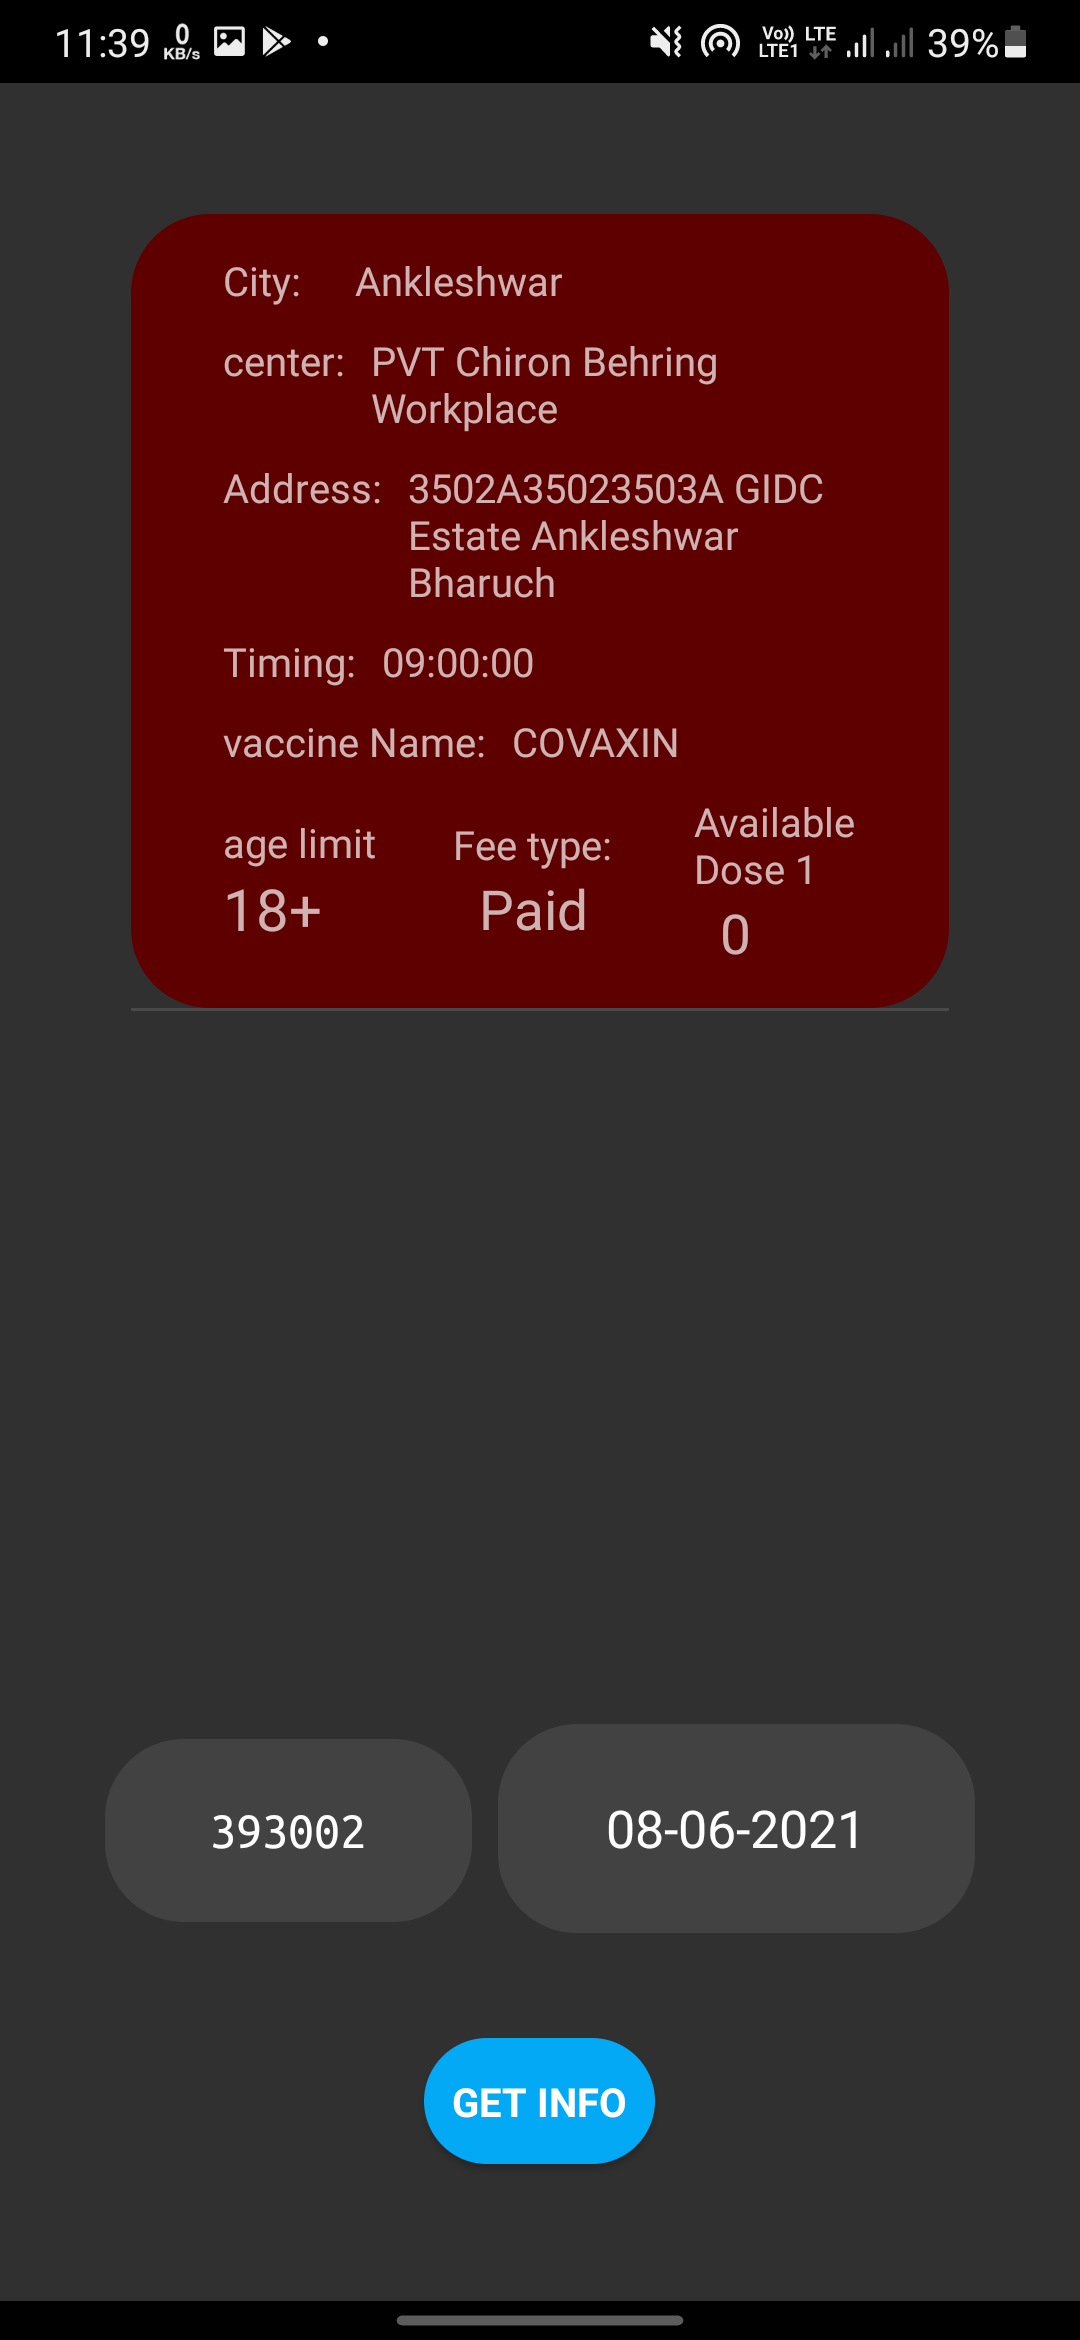 11:39 0 KB/s Vo)) LTE1 LTE 39%
City: Ankleshwar
center: PVT Chiron Behring
Workplace
Address: 3502A35023503A GIDC
Estate Ankleshwar
Bharuch
Timing: 09:00:00
vaccine Name: COVAXIN
age limit
18+
Fee type:
Paid
Available
Dose 1
0
393002
08-06-2021
GET INFO